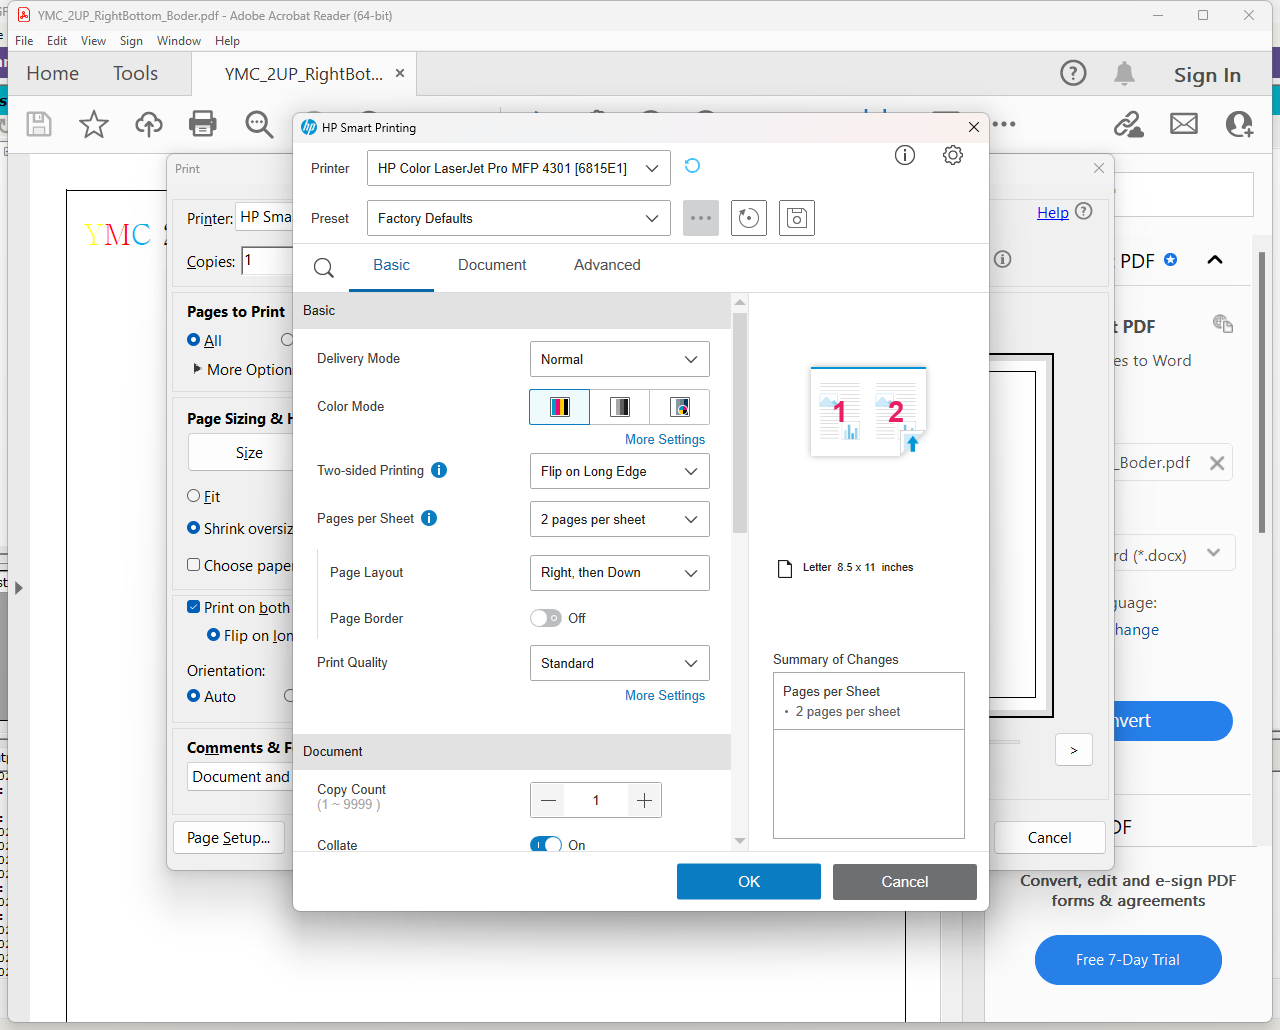 YMC_2UP_RightBottom_Boder.pdf - Adobe Acrobat Reader (64-bit)
File Edit View Sign Window Help
Home Tools YMC_2UP_RightBot... × Sign In
HP Smart Printing
Print
Printer HP Color LaserJet Pro MFP 4301 [6815E1]
Preset Factory Defaults
Printer: HP Sma
Help
YMC
Copies: 1
Basic Document Advanced
PDF
Basic
Pages to Print
All
More Option
Delivery Mode Normal
Color Mode
More Settings
Two-sided Printing Flip on Long Edge
Pages per Sheet 2 pages per sheet
Page Layout Right, then Down
Page Border Off
Print Quality Standard
More Settings
Document
Copy Count
(1 ~ 9999 )
1
Collate On
1 2
Letter 8.5 x 11 inches
Summary of Changes
Pages per Sheet
• 2 pages per sheet
OK Cancel
Page Sizing & H
Size
Fit
Shrink oversiz
Choose pape
Print on both
Flip on lon
Orientation:
Auto
Comments & F
Document and
Page Setup...
>
Cancel
t PDF
es to Word
_Boder.pdf
rd (*.docx)
guage:
hange
vert
DF
Convert, edit and e-sign PDF
forms & agreements
Free 7-Day Trial